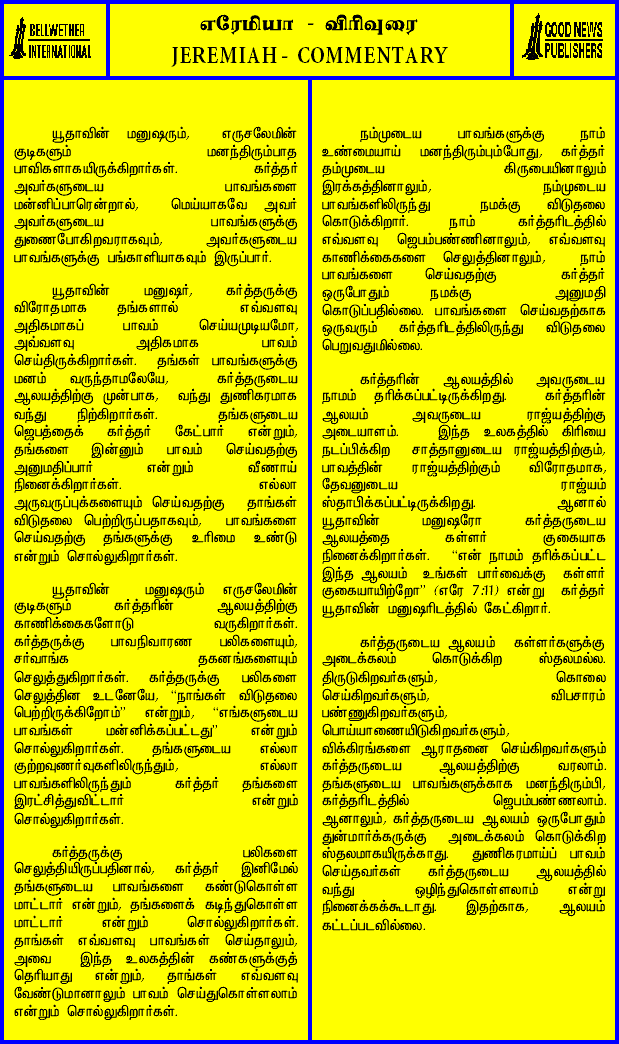 BELLWETHER
INTERNATIONAL
எரேமியா - விரிவுரை
JEREMIAH - COMMENTARY
GOOD NEWS
PUBLISHERS
யூதாவின் மனுஷரும், எருசலேமின்
குடிகளும் மனந்திரும்பாத
பாவிகளாகயிருக்கிறார்கள். கர்த்தர்
அவர்களுடைய பாவங்களை
மன்னிப்பாரென்றால், மெய்யாகவே அவர்
அவர்களுடைய பாவங்களுக்கு
துணைபோகிறவராகவும், அவர்களுடைய
பாவங்களுக்கு பங்காளியாகவும் இருப்பார்.
யூதாவின் மனுஷர், கர்த்தருக்கு
விரோதமாக தங்களால் எவ்வளவு
அதிகமாகப் பாவம் செய்யமுடியமோ,
அவ்வளவு அதிகமாக பாவம்
செய்திருக்கிறார்கள். தங்கள் பாவங்களுக்கு
மனம் வருந்தாமலேயே, கர்த்தருடைய
ஆலயத்திற்கு முன்பாக, வந்து துணிகரமாக
வந்து நிற்கிறார்கள். தங்களுடைய
ஜெபத்தைக் கர்த்தர் கேட்பார் என்றும்,
தங்களை இன்னும் பாவம் செய்வதற்கு
அனுமதிப்பார் என்றும் வீணாய்
நினைக்கிறார்கள். எல்லா
அருவருப்புக்களையும் செய்வதற்கு தாங்கள்
விடுதலை பெற்றிருப்பதாகவும், பாவங்களை
செய்வதற்கு தங்களுக்கு உரிமை உண்டு
என்றும் சொல்லுகிறார்கள்.
யூதாவின் மனுஷரும் எருசலேமின்
குடிகளும் கர்த்தரின் ஆலயத்திற்கு
காணிக்கைகளோடு வருகிறார்கள்.
கர்த்தருக்கு பாவநிவாரண பலிகளையும்,
சர்வாங்க தகனங்களையும்
செலுத்துகிறார்கள். கர்த்தருக்கு பலிகளை
செலுத்தின உடனேயே, “நாங்கள் விடுதலை
பெற்றிருக்கிறோம்” என்றும், “எங்களுடைய
பாவங்கள் மன்னிக்கப்பட்டது” என்றும்
சொல்லுகிறார்கள். தங்களுடைய எல்லா
குற்றவுணர்வுகளிலிருந்தும், எல்லா
பாவங்களிலிருந்தும் கர்த்தர் தங்களை
இரட்சித்துவிட்டார் என்றும்
சொல்லுகிறார்கள்.
கர்த்தருக்கு பலிகளை
செலுத்தியிருப்பதினால், கர்த்தர் இனிமேல்
தங்களுடைய பாவங்களை கண்டுகொள்ள
மாட்டார் என்றும், தங்களைக் கடிந்துகொள்ள
மாட்டார் என்றும் சொல்லுகிறார்கள்.
தாங்கள் எவ்வளவு பாவங்கள் செய்தாலும்,
அவை இந்த உலகத்தின் கண்களுக்குத்
தெரியாது என்றும், தாங்கள் எவ்வளவு
வேண்டுமானாலும் பாவம் செய்துகொள்ளலாம்
என்றும் சொல்லுகிறார்கள்.
நம்முடைய பாவங்களுக்கு நாம்
உண்மையாய் மனந்திரும்பும்போது, கர்த்தர்
தம்முடைய கிருபையினாலும்
இரக்கத்தினாலும், நம்முடைய
பாவங்களிலிருந்து நமக்கு விடுதலை
கொடுக்கிறார். நாம் கர்த்தரிடத்தில்
எவ்வளவு ஜெபம்பண்ணினாலும், எவ்வளவு
காணிக்கைகளை செலுத்தினாலும், நாம்
பாவங்களை செய்வதற்கு கர்த்தர்
ஒருபோதும் நமக்கு அனுமதி
கொடுப்பதில்லை. பாவங்களை செய்வதற்காக
ஒருவரும் கர்த்தரிடத்திலிருந்து விடுதலை
பெறுவதுமில்லை.
கர்த்தரின் ஆலயத்தில் அவருடைய
நாமம் தரிக்கப்பட்டிருக்கிறது. கர்த்தரின்
ஆலயம் அவருடைய ராஜ்யத்திற்கு
அடையாளம். இந்த உலகத்தில் கிரியை
நடப்பிக்கிற சாத்தானுடைய ராஜ்யத்திற்கும்,
பாவத்தின் ராஜ்யத்திற்கும் விரோதமாக,
தேவனுடைய ராஜ்யம்
ஸ்தாபிக்கப்பட்டிருக்கிறது. ஆனால்
யூதாவின் மனுஷரோ கர்த்தருடைய
ஆலயத்தை கள்ளர் குகையாக
நினைக்கிறார்கள். “என் நாமம் தரிக்கப்பட்ட
இந்த ஆலயம் உங்கள் பார்வைக்கு கள்ளர்
குகையாயிற்றோ” (எரே 7:11) என்று கர்த்தர்
யூதாவின் மனுஷரிடத்தில் கேட்கிறார்.
கர்த்தருடைய ஆலயம் கள்ளர்களுக்கு
அடைக்கலம் கொடுக்கிற ஸ்தலமல்ல.
திருடுகிறவர்களும், கொலை
செய்கிறவர்களும், விபசாரம்
பண்ணுகிறவர்களும்,
பொய்யாணையிடுகிறவர்களும்,
விக்கிரங்களை ஆராதனை செய்கிறவர்களும்
கர்த்தருடைய ஆலயத்திற்கு வரலாம்.
தங்களுடைய பாவங்களுக்காக மனந்திரும்பி,
கர்த்தரிடத்தில் ஜெபம்பண்ணலாம்.
ஆனாலும், கர்த்தருடைய ஆலயம் ஒருபோதும்
துன்மார்க்கருக்கு அடைக்கலம் கொடுக்கிற
ஸ்தலமாகயிருக்காது. துணிகரமாய்ப் பாவம்
செய்தவர்கள் கர்த்தருடைய ஆலயத்தில்
வந்து ஒழிந்துகொள்ளலாம் என்று
நினைக்கக்கூடாது. இதற்காக, ஆலயம்
கட்டப்படவில்லை.